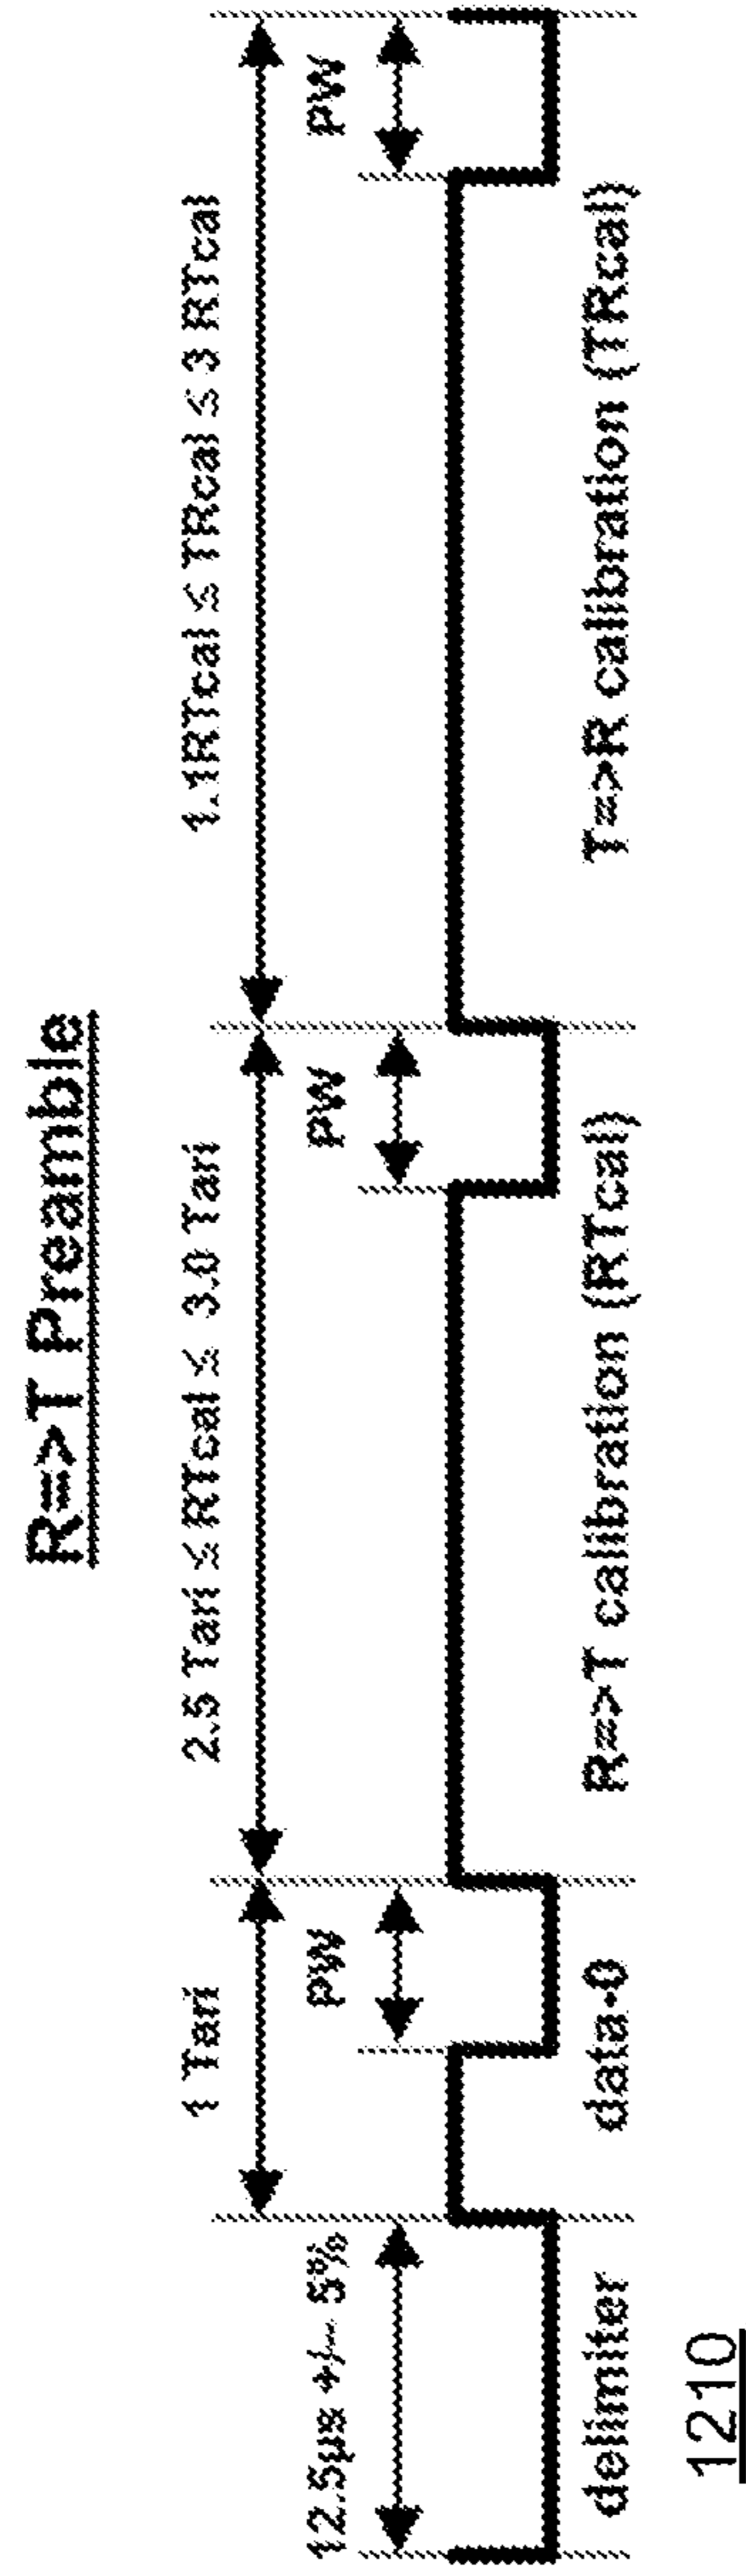 R=>T Preamble
1 Tari
2.5 Tari ≤ RTcal ≤ 3.0 Tari
1.1RTcal ≤ TRcal ≤ 3 RTcal
12.5µs +/– 5%
PW
PW
PW
delimiter
data-0
R=>T calibration (RTcal)
T=>R calibration (TRcal)
1210